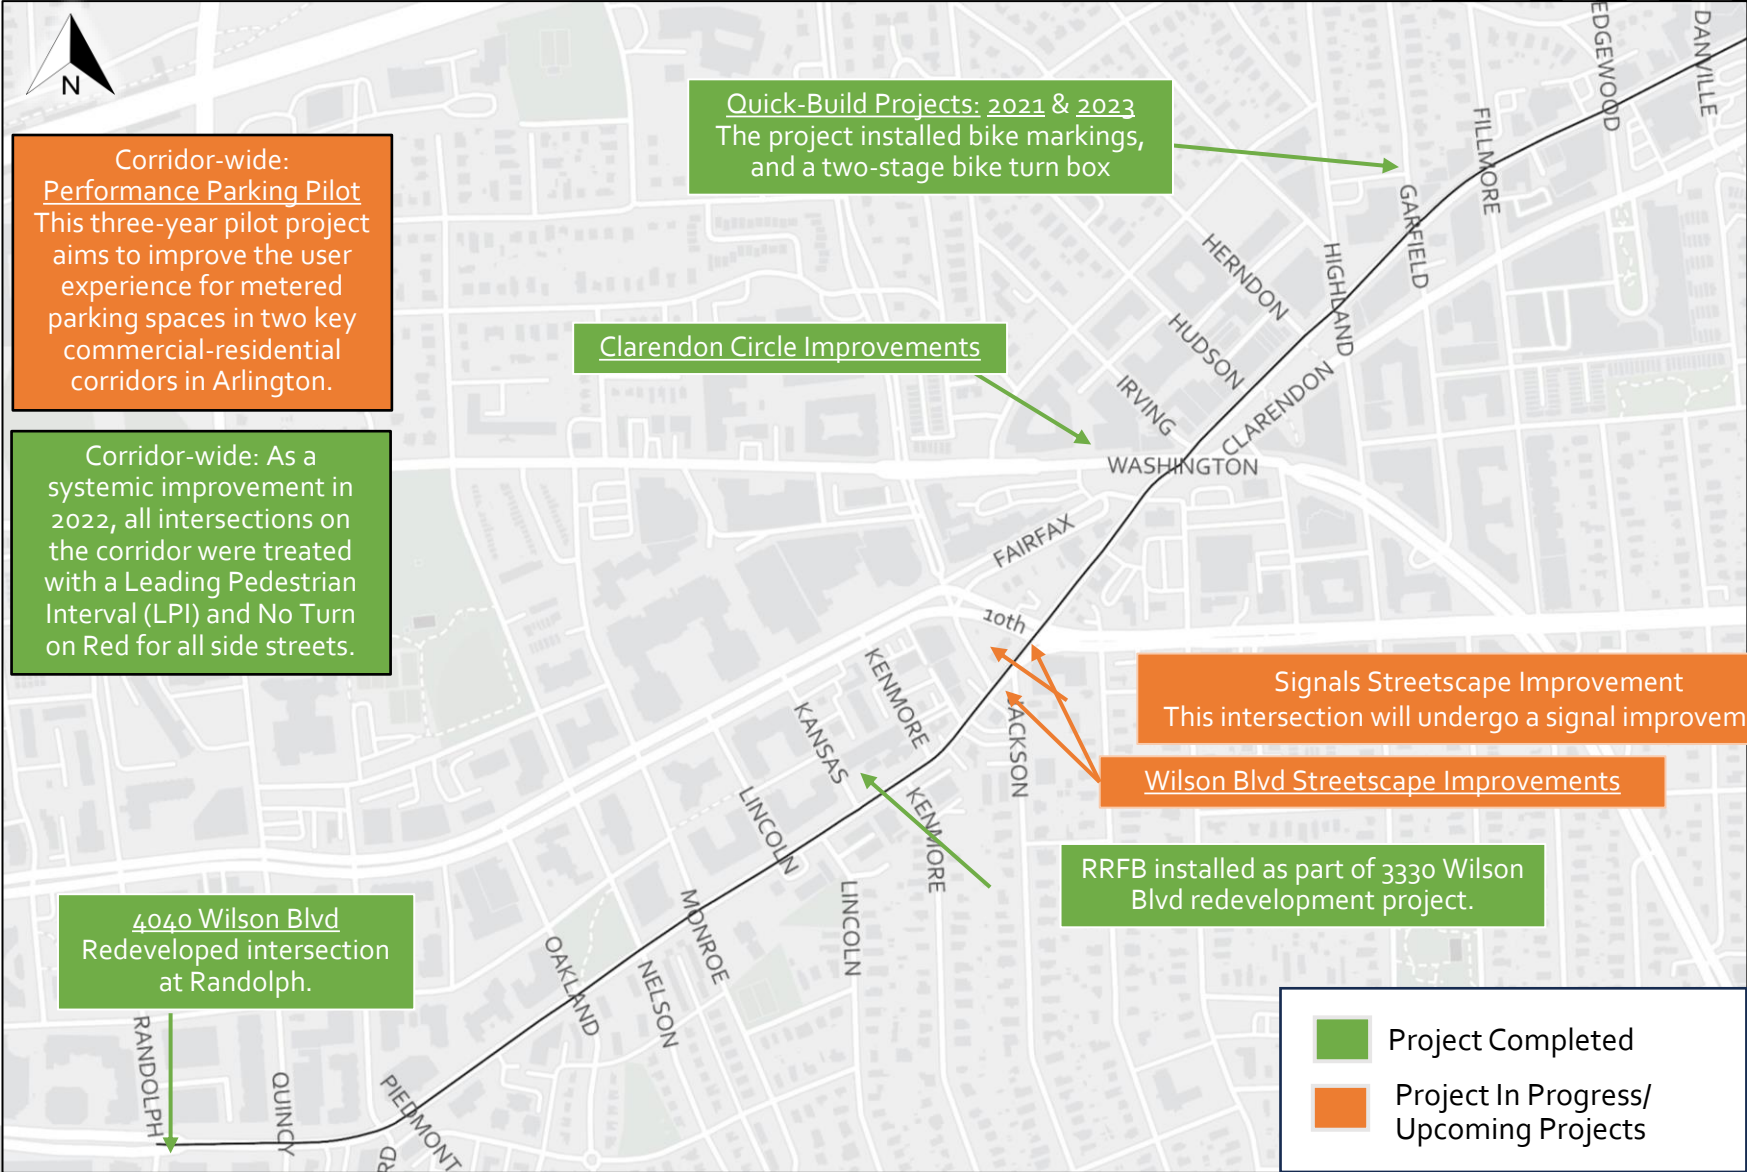 N
EDGEWOOD
DANVILLE
Quick-Build Projects: 2021 & 2023
The project installed bike markings,
and a two-stage bike turn box
FILLMORE
Corridor-wide:
Performance Parking Pilot
This three-year pilot project
aims to improve the user
experience for metered
parking spaces in two key
commercial-residential
corridors in Arlington.
GARFIELD
HERNDON
HIGHLAND
HUDSON
Clarendon Circle Improvements
IRVING
CLARENDON
WASHINGTON
Corridor-wide: As a
systemic improvement in
2022, all intersections on
the corridor were treated
with a Leading Pedestrian
Interval (LPI) and No Turn
on Red for all side streets.
FAIRFAX
10th
KENMORE
Signals Streetscape Improvement
This intersection will undergo a signal improvem
KANSAS
JACKSON
Wilson Blvd Streetscape Improvements
LINCOLN
KENMORE
RRFB installed as part of 3330 Wilson
Blvd redevelopment project.
LINCOLN
MONROE
4040 Wilson Blvd
Redeveloped intersection
at Randolph.
OAKLAND
NELSON
RANDOLPH
QUINCY
PIEDMONT
Project Completed
Project In Progress/
Upcoming Projects